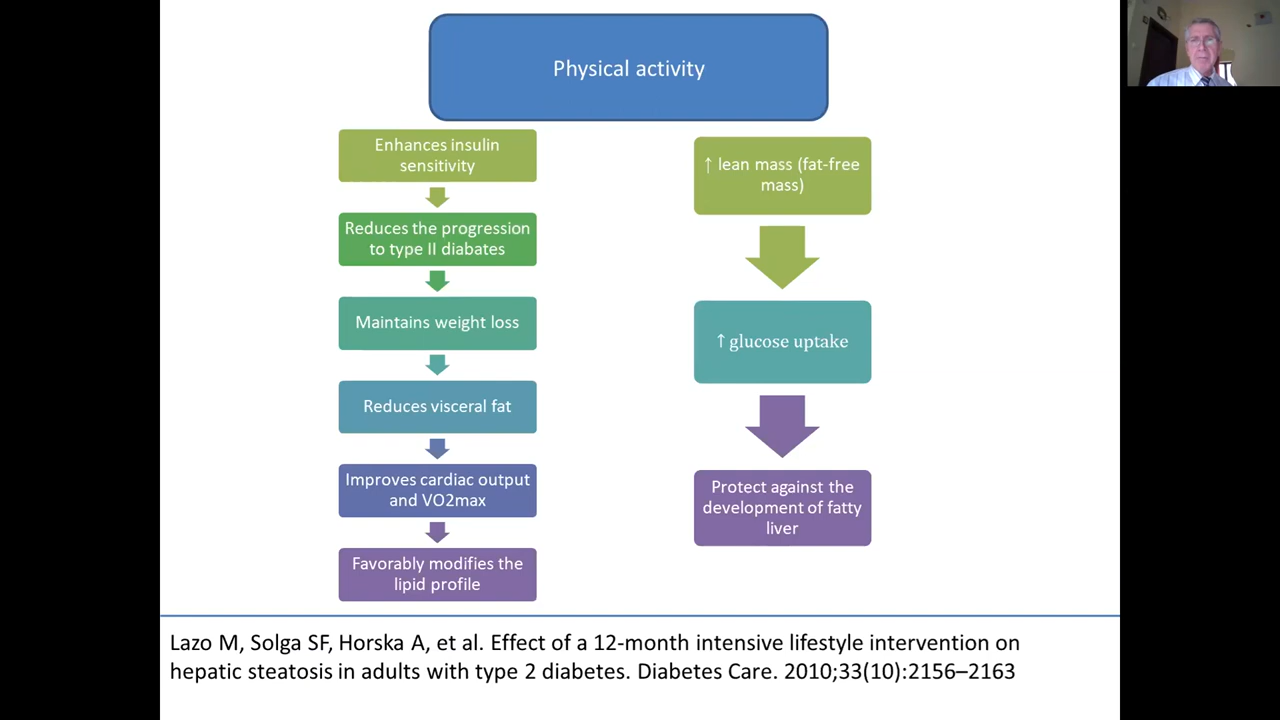 Physical activity
Enhances insulin
sensitivity
Reduces the progression
to type II diabates
Maintains weight loss
Reduces visceral fat
Improves cardiac output
and VO2max
Favorably modifies the
lipid profile
↑ lean mass (fat-free
mass)
↑ glucose uptake
Protect against the
development of fatty
liver
Lazo M, Solga SF, Horska A, et al. Effect of a 12-month intensive lifestyle intervention on
hepatic steatosis in adults with type 2 diabetes. Diabetes Care. 2010;33(10):2156–2163